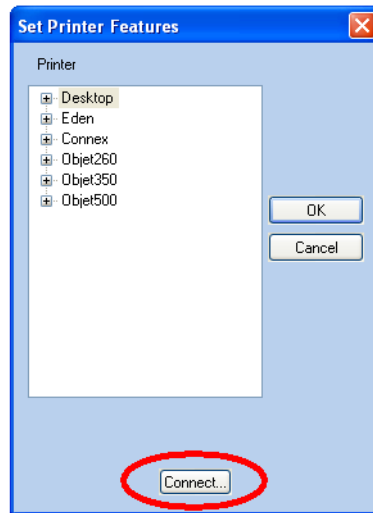 Set Printer Features
Printer
Desktop
Eden
Connex
Objet260
Objet350
Objet500
OK
Cancel
Connect...